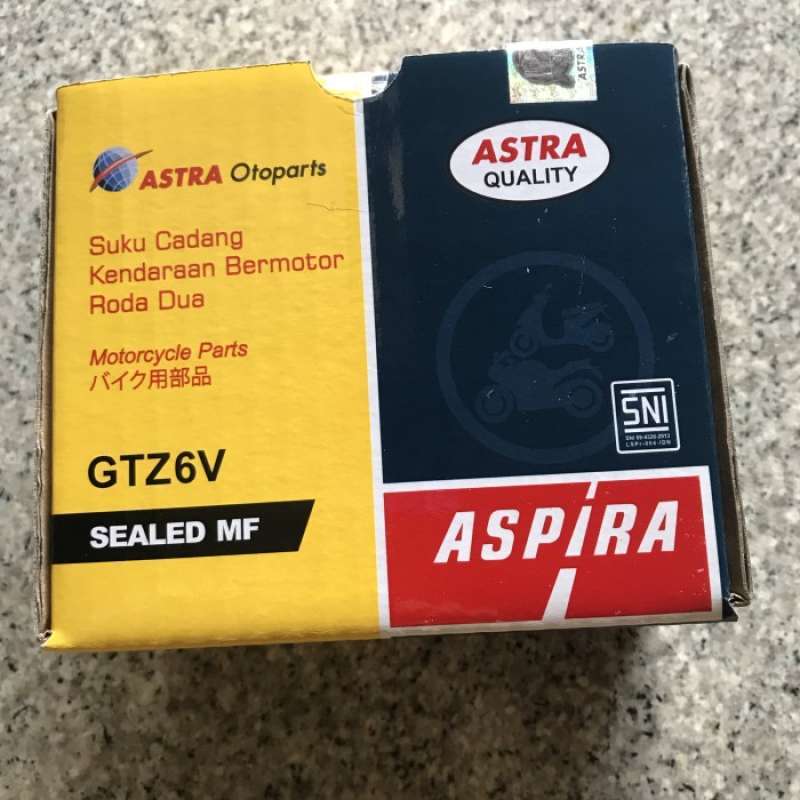 ASTRA Otoparts
Suku Cadang
Kendaraan Bermotor
Roda Dua
Motorcycle Parts
バイク用部品
GTZ6V
SEALED MF
ASTRA
ASTRA
QUALITY
SNI
ASPIRA